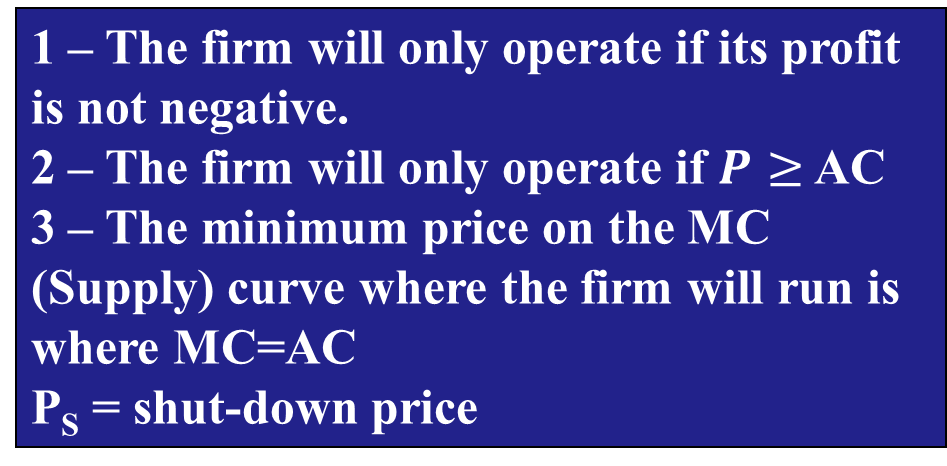 1 – The firm will only operate if its profit
is not negative.
2 – The firm will only operate if P ≥ AC
3 – The minimum price on the MC
(Supply) curve where the firm will run is
where MC=AC
Pₛ = shut-down price